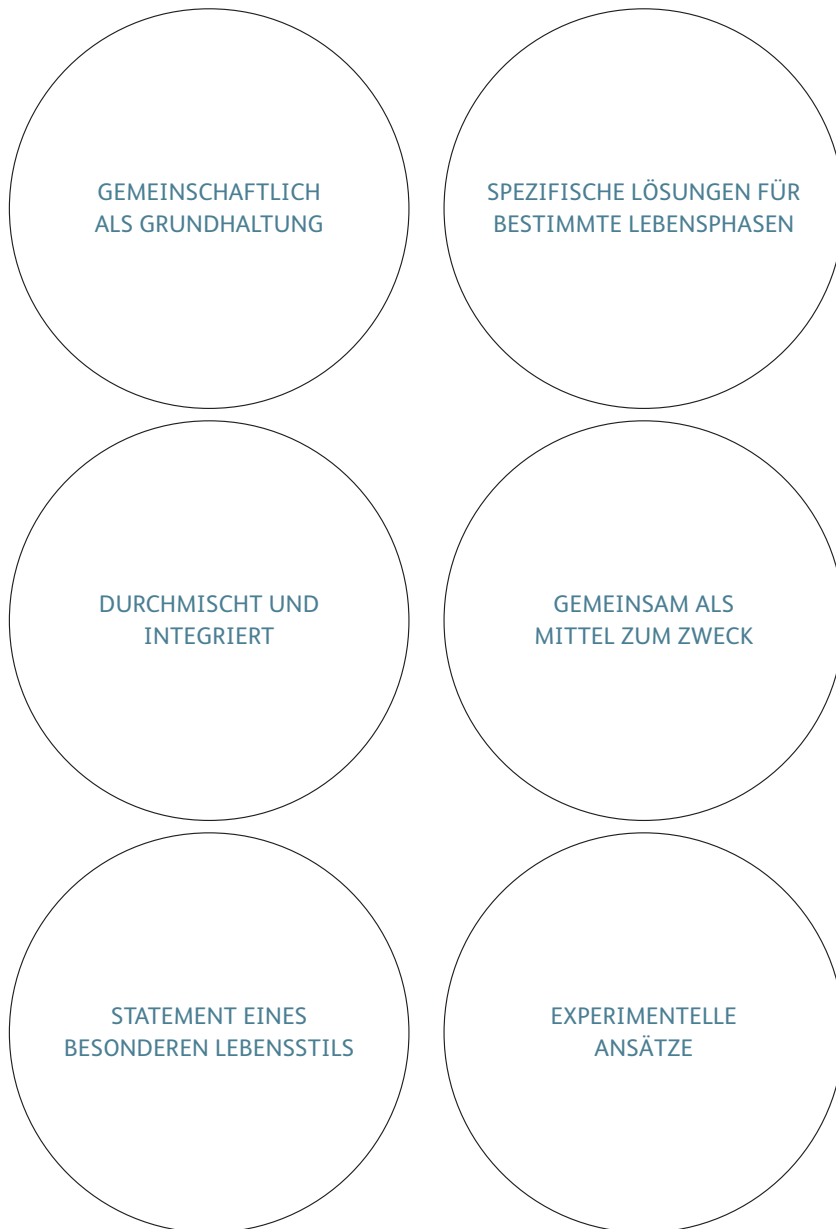 GEMEINSCHAFTLICH
ALS GRUNDHALTUNG
SPEZIFISCHE LÖSUNGEN FÜR
BESTIMMTE LEBENSPHASEN
DURCHMISCHT UND
INTEGRIERT
GEMEINSAM ALS
MITTEL ZUM ZWECK
STATEMENT EINES
BESONDEREN LEBENSSTILS
EXPERIMENTELLE
ANSÄTZE